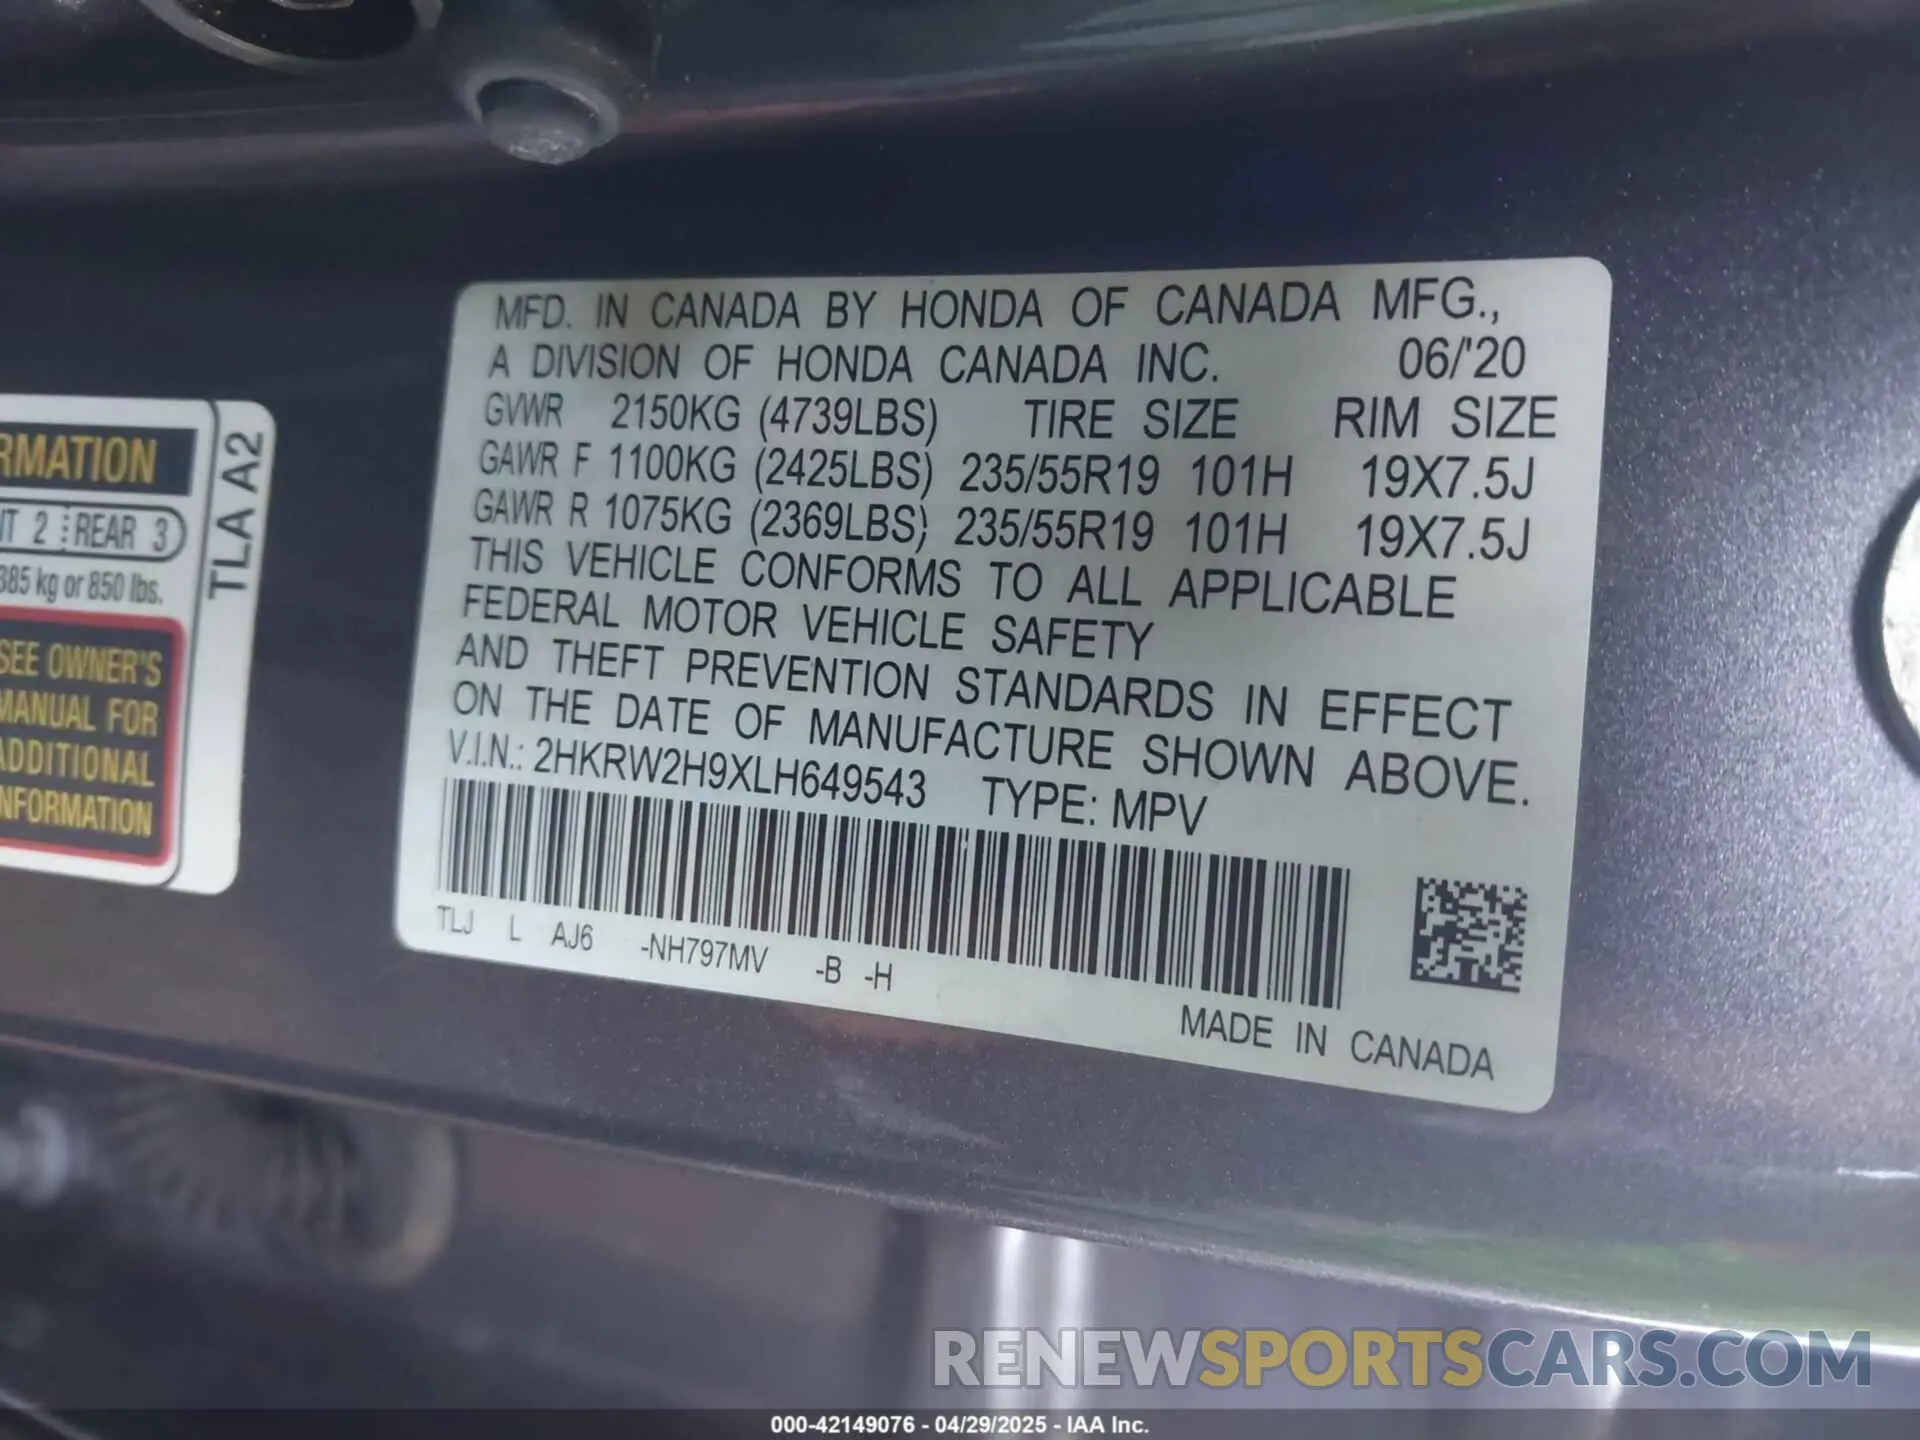 MFD. IN CANADA BY HONDA OF CANADA MFG.,
A DIVISION OF HONDA CANADA INC. 06/'20
GVWR 2150KG (4739LBS) TIRE SIZE RIM SIZE
GAWR F 1100KG (2425LBS) 235/55R19 101H 19X7.5J
GAWR R 1075KG (2369LBS) 235/55R19 101H 19X7.5J
THIS VEHICLE CONFORMS TO ALL APPLICABLE
FEDERAL MOTOR VEHICLE SAFETY
AND THEFT PREVENTION STANDARDS IN EFFECT
ON THE DATE OF MANUFACTURE SHOWN ABOVE.
V.I.N.: 2HKRW2H9XLH649543 TYPE: MPV
TLJ L AJ6 -NH797MV -B -H
MADE IN CANADA
RMATION
2 REAR 3
385 kg or 850 lbs.
SEE OWNER'S
MANUAL FOR
ADDITIONAL
INFORMATION
TLA A2
RENEWSPORTSCARS.COM
000-42149076 - 04/29/2025 - IAA Inc.